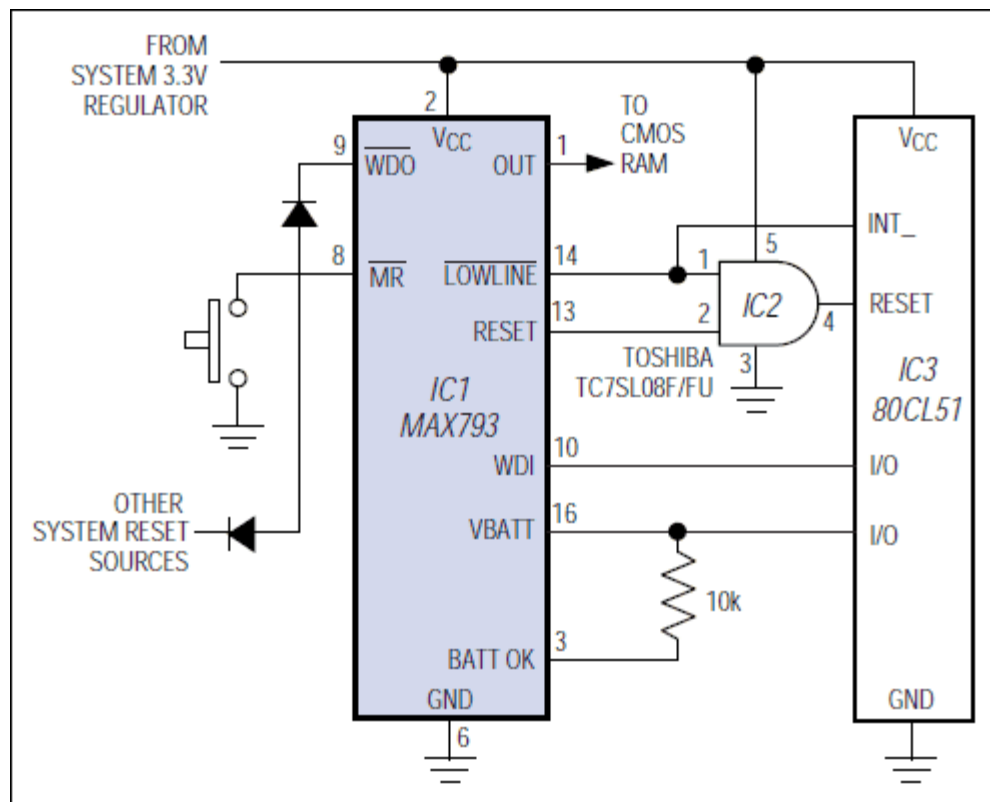 FROM
SYSTEM 3.3V
REGULATOR
2
VCC
9
WDO
OUT
1
TO
CMOS
RAM
VCC
INT_
8
MR
LOWLINE
14
1
5
IC2
4
RESET
RESET
13
2
3
TOSHIBA
TC7SL08F/FU
IC1
MAX793
IC3
80CL51
WDI
10
I/O
OTHER
SYSTEM RESET
SOURCES
VBATT
16
I/O
10k
BATT OK
3
GND
6
GND